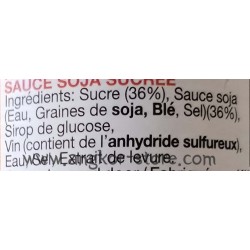 SAUCE SOJA SUCRÉE
Ingrédients: Sucre (36%), Sauce soja
(Eau, Graines de soja, Blé, Sel)(36%),
Sirop de glucose,
Vin (contient de l'anhydride sulfureux),
Eau, Sel, Extrait de levure,